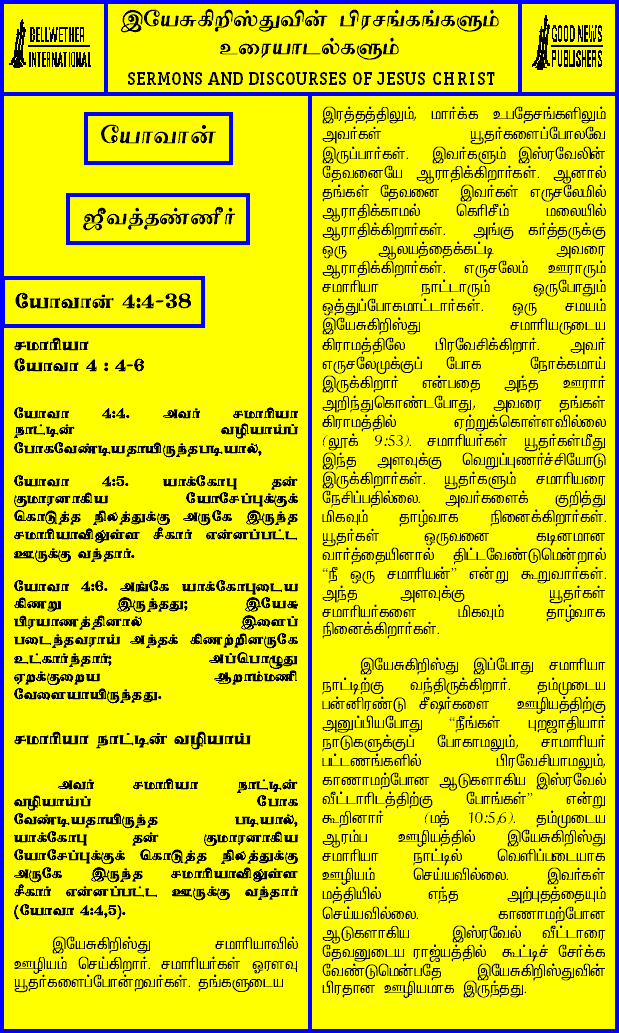 BELLWETHER
INTERNATIONAL
இயேசுகிறிஸ்துவின் பிரசங்கங்களும்
உரையாடல்களும்
SERMONS AND DISCOURSES OF JESUS CHRIST
GOOD NEWS
PUBLISHERS
யோவான்
ஜீவத்தண்ணீர்
யோவான் 4:4-38
சமாரியா
யோவா 4 : 4-6
யோவா 4:4. அவர் சமாரியா
நாட்டின் வழியாய்ப்
போகவேண்டியதாயிருந்தபடியால்,
யோவா 4:5. யாக்கோபு தன்
குமாரனாகிய யோசேப்புக்குக்
கொடுத்த நிலத்துக்கு அருகே இருந்த
சமாரியாவிலுள்ள சீகார் என்னப்பட்ட
ஊருக்கு வந்தார்.
யோவா 4:6. அங்கே யாக்கோபுடைய
கிணறு இருந்தது; இயேசு
பிரயாணத்தினால் இளைப்
படைந்தவராய் அந்தக் கிணற்றினருகே
உட்கார்ந்தார்; அப்பொழுது
ஏறக்குறைய ஆறாம்மணி
வேளையாயிருந்தது.
சமாரியா நாட்டின் வழியாய்
அவர் சமாரியா நாட்டின்
வழியாய்ப் போக
வேண்டியதாயிருந்த படியால்,
யாக்கோபு தன் குமாரனாகிய
யோசேப்புக்குக் கொடுத்த நிலத்துக்கு
அருகே இருந்த சமாரியாவிலுள்ள
சீகார் என்னப்பட்ட ஊருக்கு வந்தார்
(யோவா 4:4,5).
இயேசுகிறிஸ்து சமாரியாவில்
ஊழியம் செய்கிறார். சமாரியர்கள் ஓரளவு
யூதர்களைப்போன்றவர்கள். தங்களுடைய
இரத்தத்திலும், மார்க்க உபதேசங்களிலும்
அவர்கள் யூதர்களைப்போலவே
இருப்பார்கள். இவர்களும் இஸ்ரவேலின்
தேவனையே ஆராதிக்கிறார்கள். ஆனால்
தங்கள் தேவனை இவர்கள் எருசலேமில்
ஆராதிக்காமல் கெரிசீம் மலையில்
ஆராதிக்கிறார்கள். அங்கு கர்த்தருக்கு
ஒரு ஆலயத்தைக்கட்டி அவரை
ஆராதிக்கிறார்கள். எருசலேம் ஊராரும்
சமாரியா நாட்டாரும் ஒருபோதும்
ஒத்துப்போகமாட்டார்கள். ஒரு சமயம்
இயேசுகிறிஸ்து சமாரியருடைய
கிராமத்திலே பிரவேசிக்கிறார். அவர்
எருசலேமுக்குப் போக நோக்கமாய்
இருக்கிறார் என்பதை அந்த ஊரார்
அறிந்துகொண்டபோது, அவரை தங்கள்
கிராமத்தில் ஏற்றுக்கொள்ளவில்லை
(லூக் 9:53). சமாரியர்கள் யூதர்கள்மீது
இந்த அளவுக்கு வெறுப்புணர்ச்சியோடு
இருக்கிறார்கள். யூதர்களும் சமாரியரை
நேசிப்பதில்லை. அவர்களைக் குறித்து
மிகவும் தாழ்வாக நினைக்கிறார்கள்.
யூதர்கள் ஒருவனை கடினமான
வார்த்தையினால் திட்டவேண்டுமென்றால்
“நீ ஒரு சமாரியன்” என்று கூறுவார்கள்.
அந்த அளவுக்கு யூதர்கள்
சமாரியர்களை மிகவும் தாழ்வாக
நினைக்கிறார்கள்.
இயேசுகிறிஸ்து இப்போது சமாரியா
நாட்டிற்கு வந்திருக்கிறார். தம்முடைய
பன்னிரண்டு சீஷர்களை ஊழியத்திற்கு
அனுப்பியபோது “நீங்கள் புறஜாதியார்
நாடுகளுக்குப் போகாமலும், சாமாரியர்
பட்டணங்களில் பிரவேசியாமலும்,
காணாமற்போன ஆடுகளாகிய இஸ்ரவேல்
வீட்டாரிடத்திற்கு போங்கள்” என்று
கூறினார் (மத் 10:5,6). தம்முடைய
ஆரம்ப ஊழியத்தில் இயேசுகிறிஸ்து
சமாரியா நாட்டில் வெளிப்படையாக
ஊழியம் செய்யவில்லை. இவர்கள்
மத்தியில் எந்த அற்புதத்தையும்
செய்யவில்லை. காணாமற்போன
ஆடுகளாகிய இஸ்ரவேல் வீட்டாரை
தேவனுடைய ராஜ்யத்தில் கூட்டிச் சேர்க்க
வேண்டுமென்பதே இயேசுகிறிஸ்துவின்
பிரதான ஊழியமாக இருந்தது.